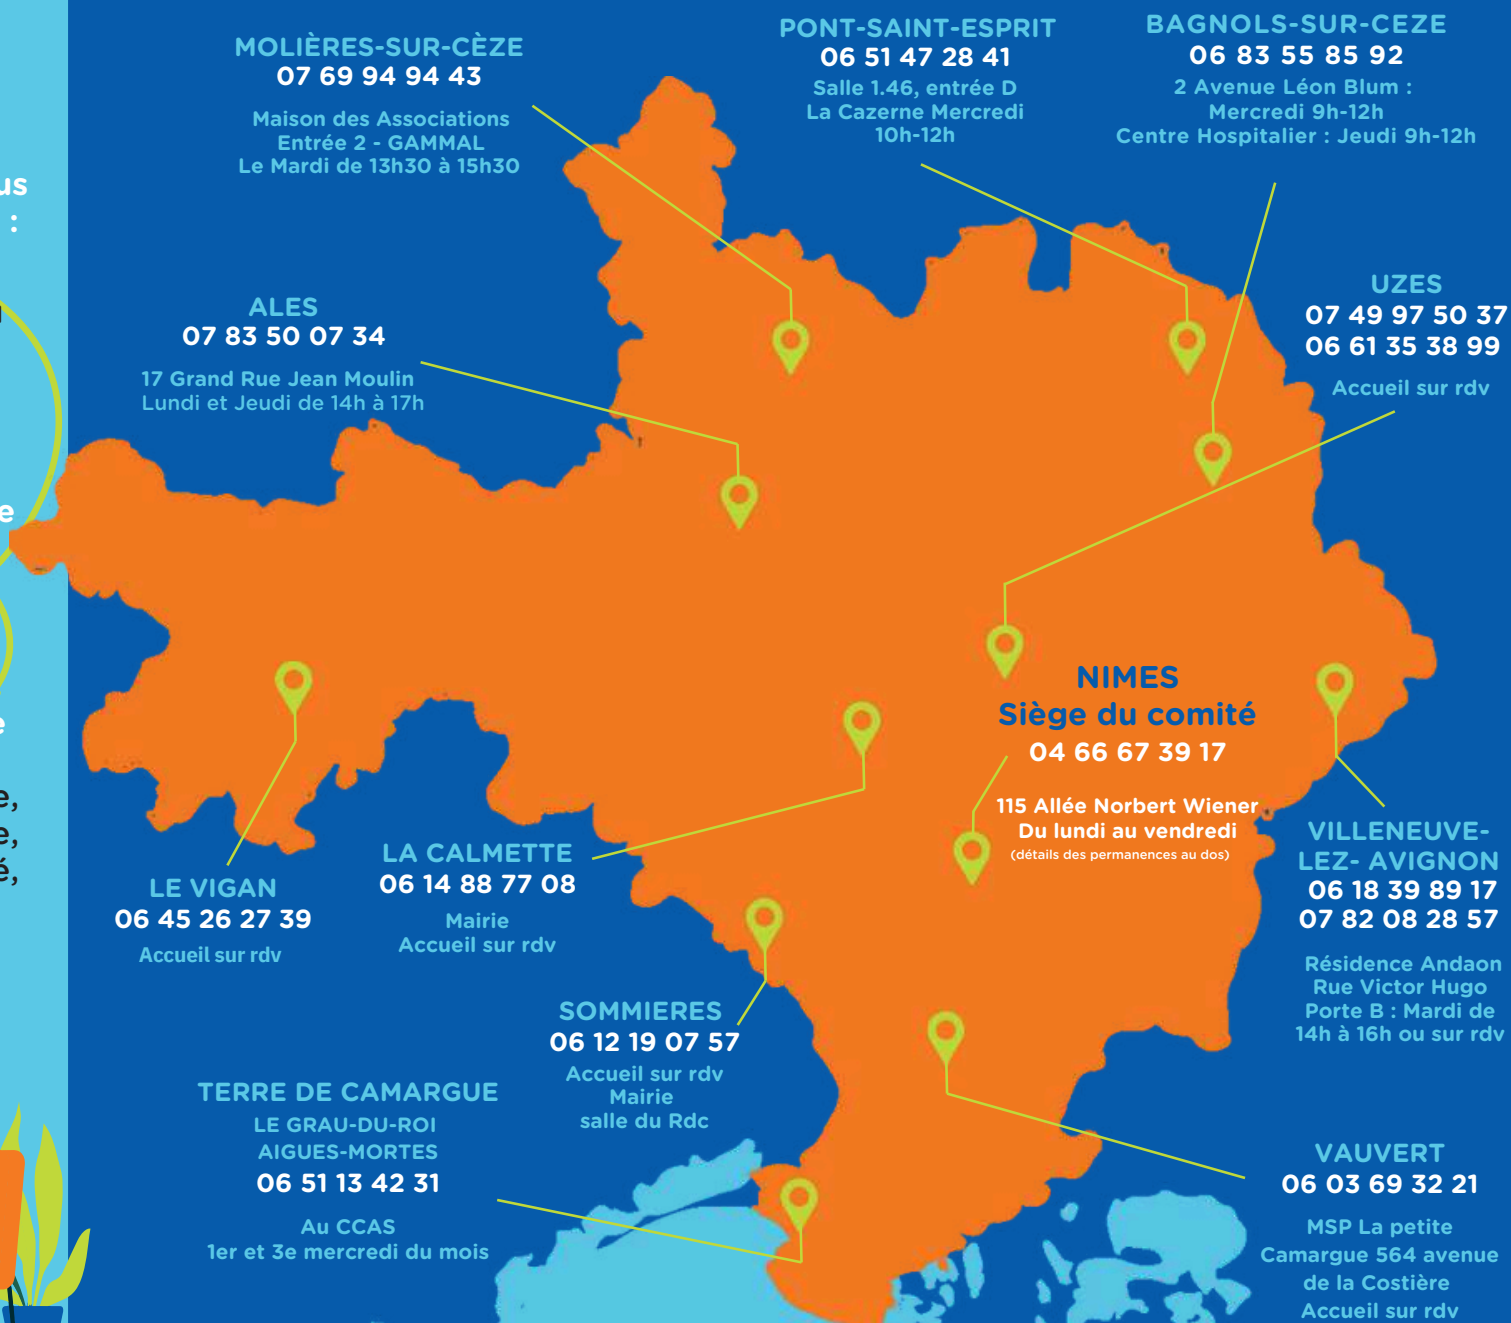 us
:
e
e
e,
e,
é,
MOLIÈRES-SUR-CÈZE
07 69 94 94 43
Maison des Associations
Entrée 2 - GAMMAL
Le Mardi de 13h30 à 15h30
PONT-SAINT-ESPRIT
06 51 47 28 41
Salle 1.46, entrée D
La Cazerne Mercredi
10h-12h
BAGNOLS-SUR-CEZE
06 83 55 85 92
2 Avenue Léon Blum :
Mercredi 9h-12h
Centre Hospitalier : Jeudi 9h-12h
ALES
07 83 50 07 34
17 Grand Rue Jean Moulin
Lundi et Jeudi de 14h à 17h
UZES
07 49 97 50 37
06 61 35 38 99
Accueil sur rdv
NIMES
Siège du comité
04 66 67 39 17
115 Allée Norbert Wiener
Du lundi au vendredi
(détails des permanences au dos)
LE VIGAN
06 45 26 27 39
Accueil sur rdv
LA CALMETTE
06 14 88 77 08
Mairie
Accueil sur rdv
VILLENEUVE-
LEZ- AVIGNON
06 18 39 89 17
07 82 08 28 57
Résidence Andaon
Rue Victor Hugo
Porte B : Mardi de
14h à 16h ou sur rdv
SOMMIERES
06 12 19 07 57
Accueil sur rdv
Mairie
salle du Rdc
TERRE DE CAMARGUE
LE GRAU-DU-ROI
AIGUES-MORTES
06 51 13 42 31
Au CCAS
1er et 3e mercredi du mois
VAUVERT
06 03 69 32 21
MSP La petite
Camargue 564 avenue
de la Costière
Accueil sur rdv